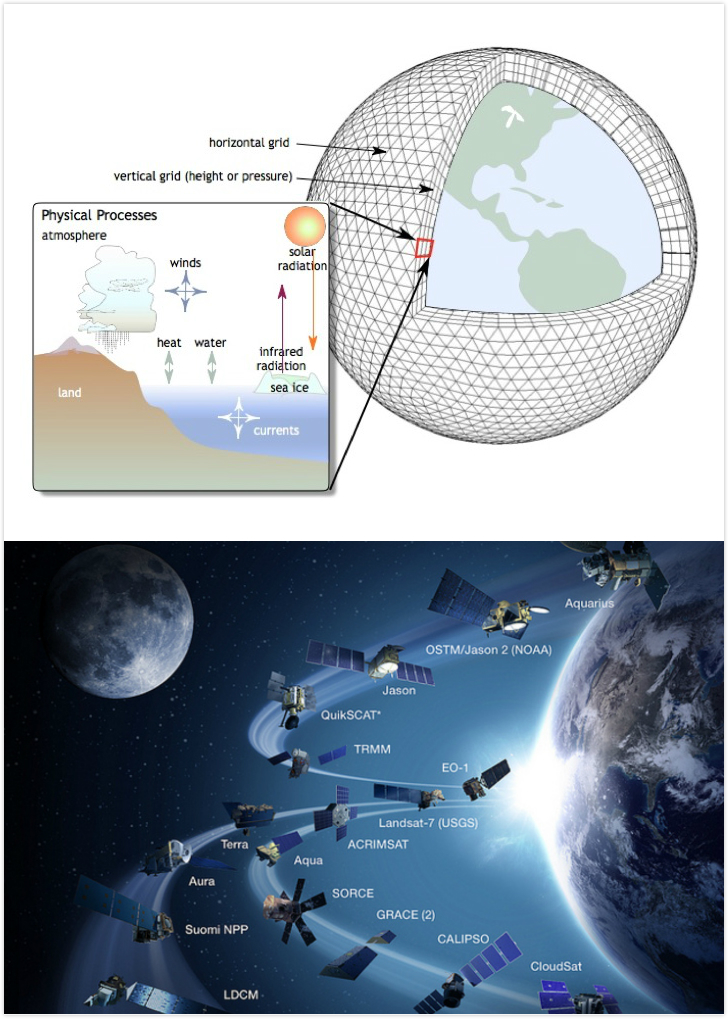 horizontal grid
vertical grid (height or pressure)
Physical Processes
atmosphere
winds
solar
radiation
heat
water
infrared
radiation
land
sea ice
currents
Aquarius
OSTM/Jason 2 (NOAA)
Jason
QuikSCAT*
TRMM
EO-1
Landsat-7 (USGS)
Terra
ACRIMSAT
Aqua
Aura
SORCE
GRACE (2)
Suomi NPP
CALIPSO
CloudSat
LDCM